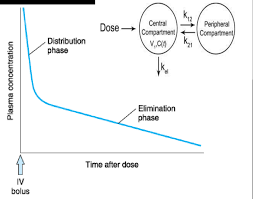 Dose
Central
Compartment
V₁,C(t)
k₁₂
k₂₁
Peripheral
Compartment
kₑₗ
Distribution
phase
Elimination
phase
Plasma concentration
Time after dose
IV
bolus